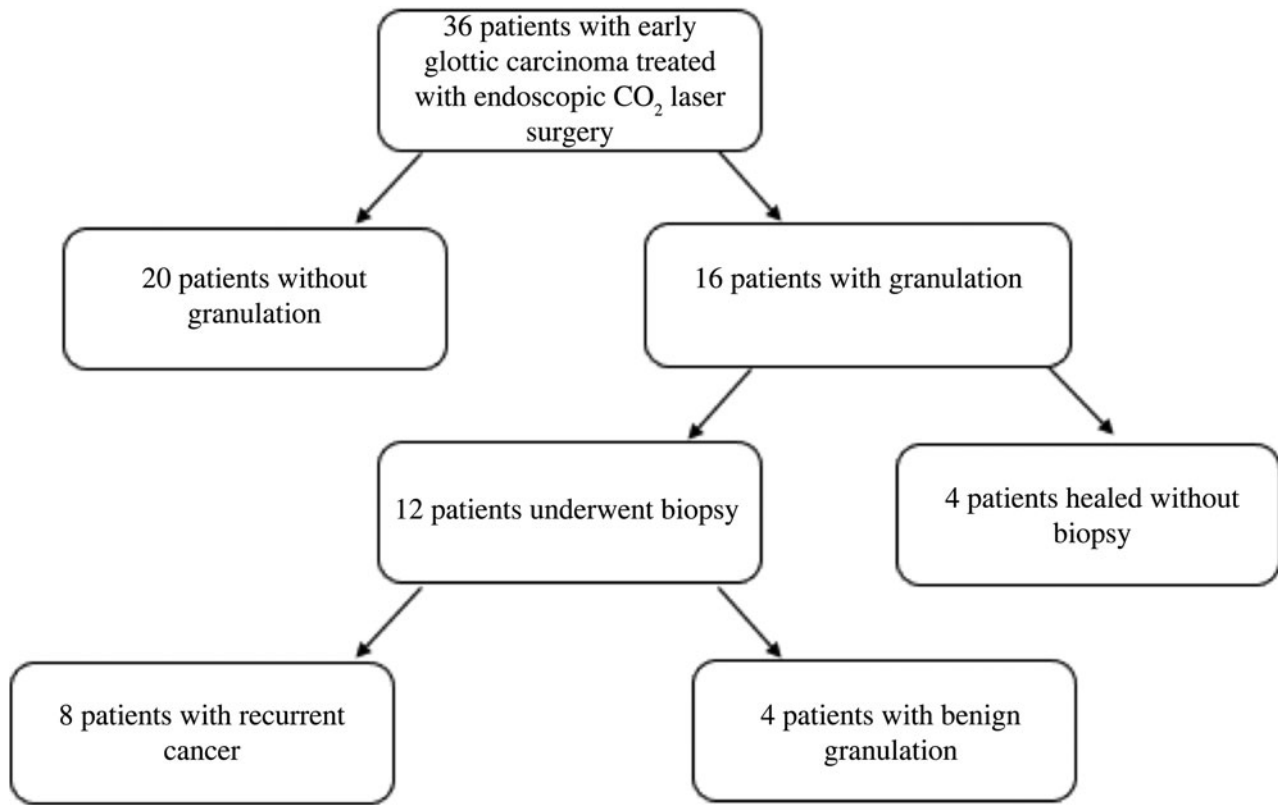 36 patients with early
glottic carcinoma treated
with endoscopic CO₂ laser
surgery
20 patients without
granulation
16 patients with granulation
12 patients underwent biopsy
4 patients healed without
biopsy
8 patients with recurrent
cancer
4 patients with benign
granulation